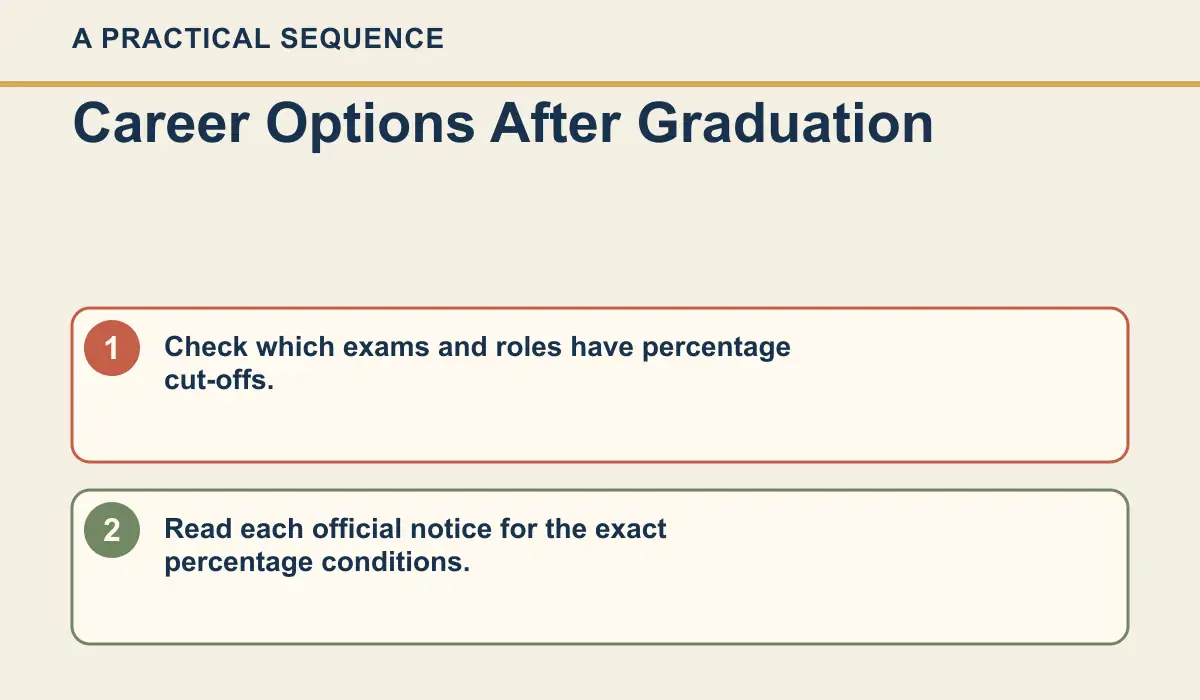 A PRACTICAL SEQUENCE
Career Options After Graduation
1
Check which exams and roles have percentage
cut-offs.
2
Read each official notice for the exact
percentage conditions.